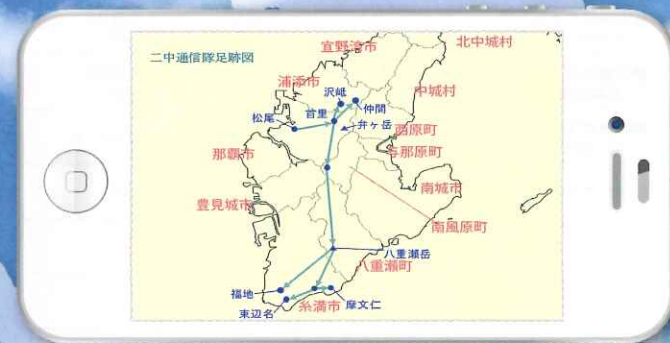 二中通信隊足跡図
宜野湾市
北中城村
浦添市
沢岻
仲間
中城村
松尾
首里
弁ヶ岳
西原町
与那原町
那覇市
南城市
豊見城市
南風原町
八重瀬岳
八重瀬町
福地
束辺名
糸満市
摩文仁